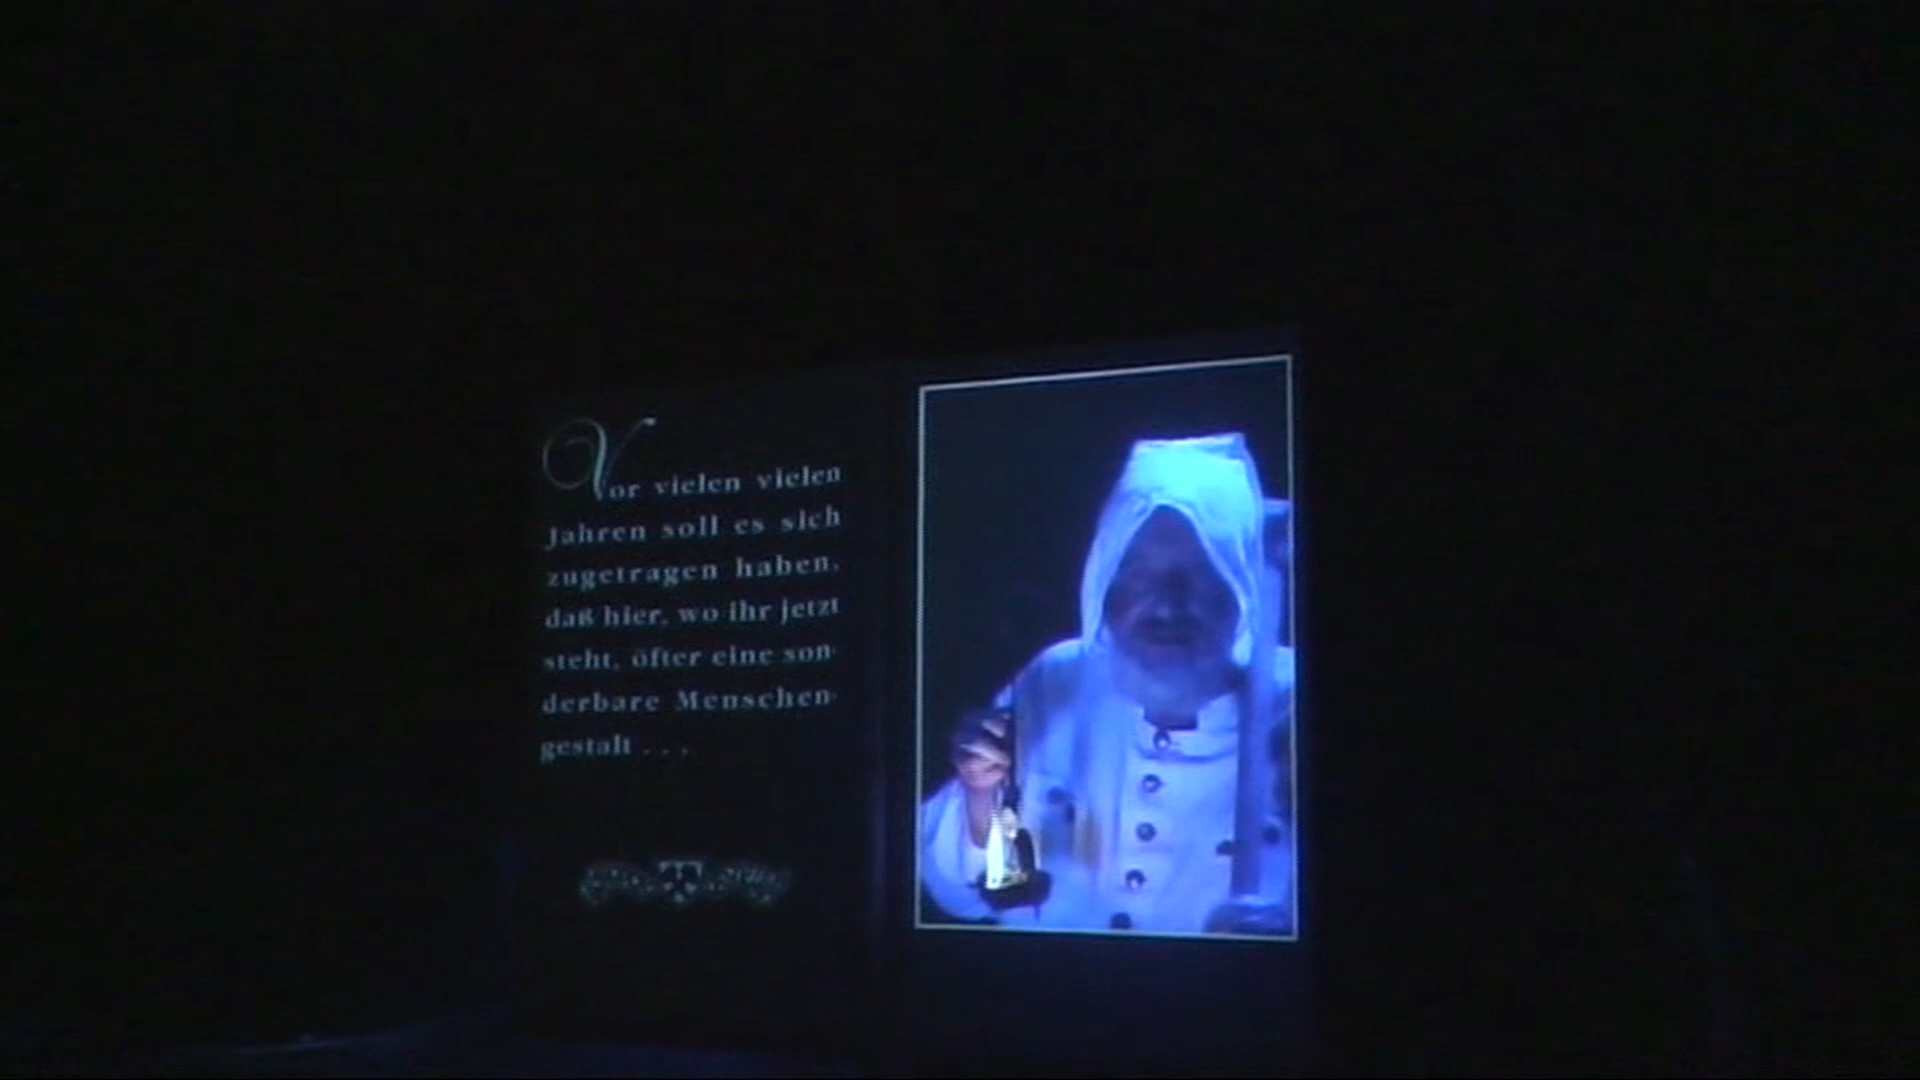 Vor vielen vielen
Jahren soll es sich
zugetragen haben,
daß hier, wo ihr jetzt
steht, öfter eine son-
derbare Menschen-
gestalt . . .